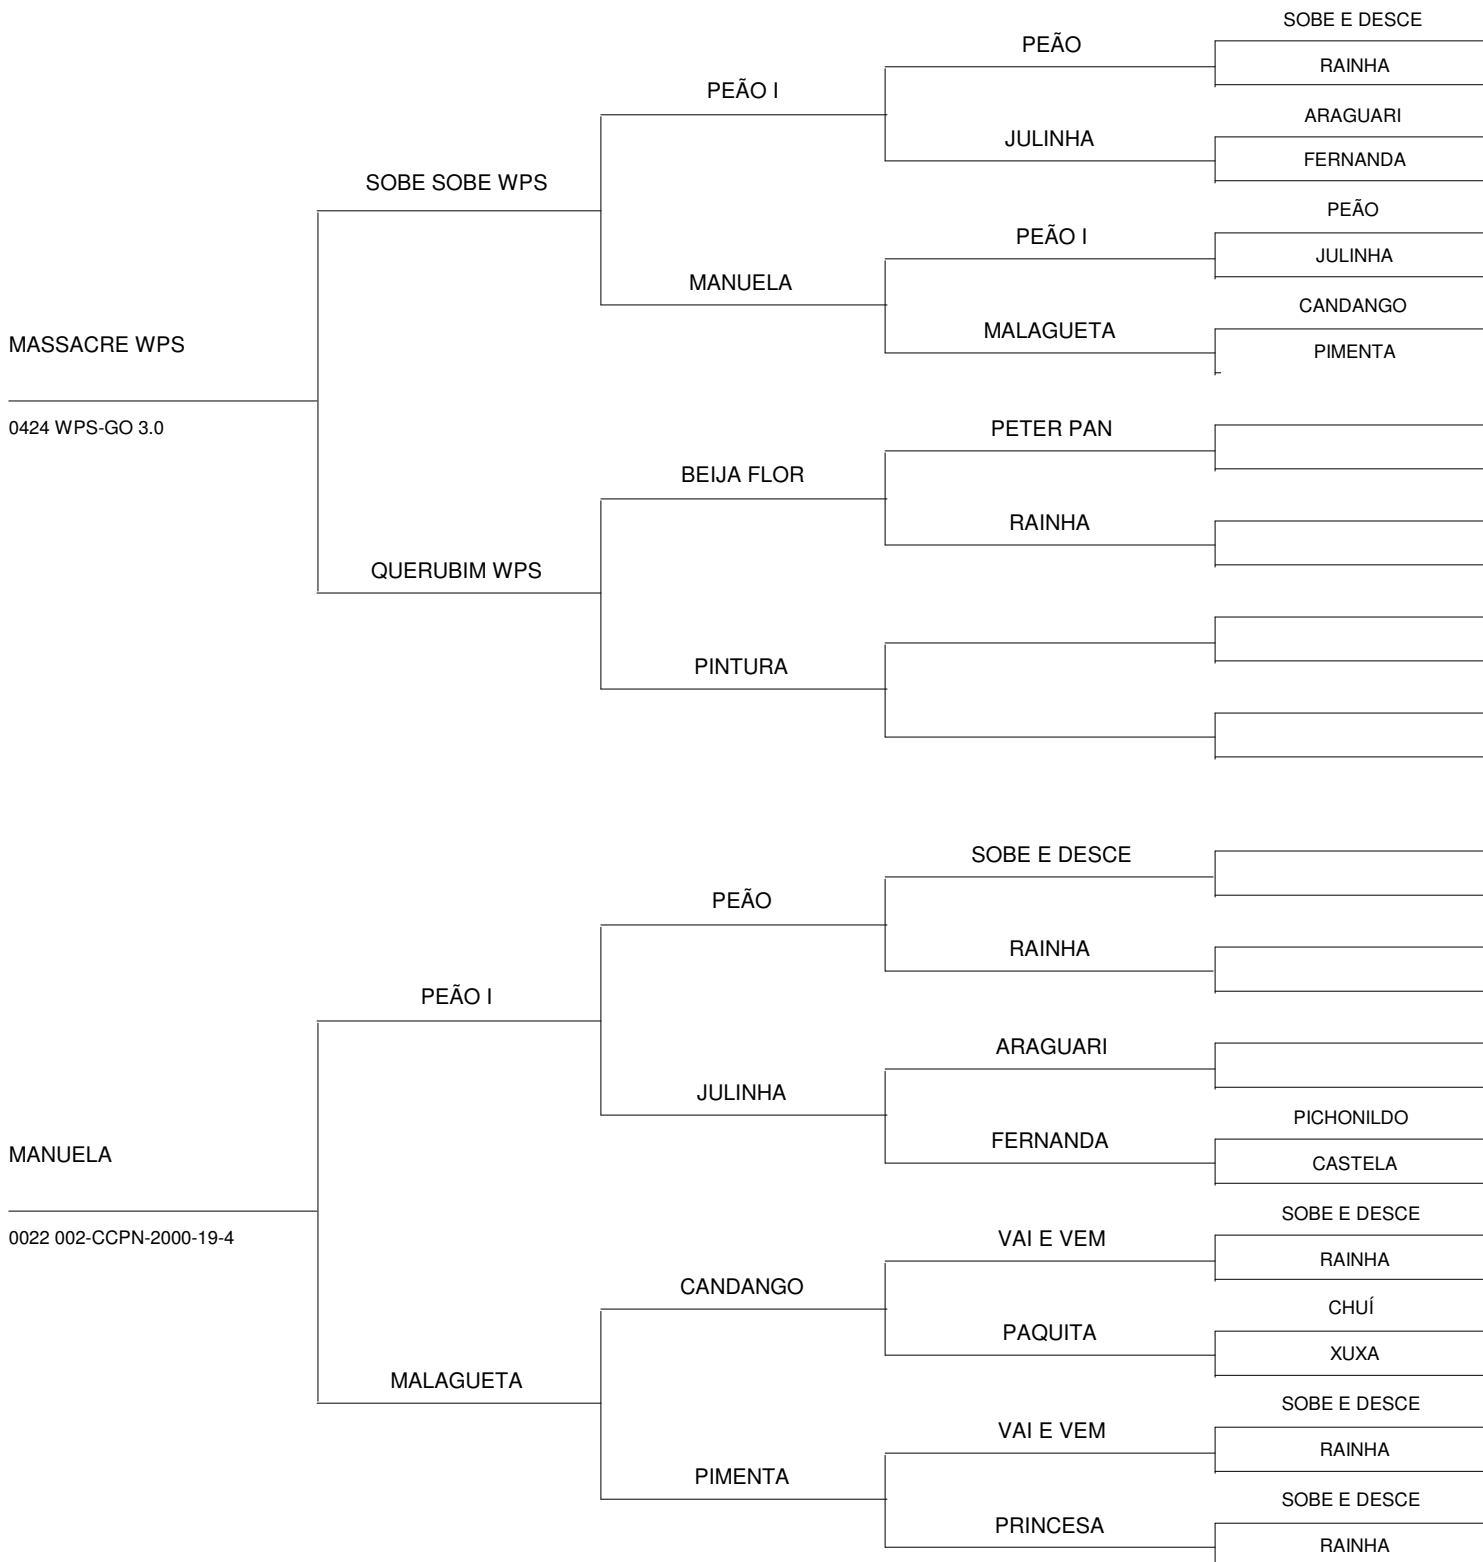 SOBE E DESCE
PEÃO
RAINHA
PEÃO I
ARAGUARI
JULINHA
FERNANDA
SOBE SOBE WPS
PEÃO
PEÃO I
JULINHA
MANUELA
CANDANGO
MALAGUETA
MASSACRE WPS
PIMENTA
0424 WPS-GO 3.0
PETER PAN
BEIJA FLOR
RAINHA
QUERUBIM WPS
PINTURA
SOBE E DESCE
PEÃO
RAINHA
PEÃO I
ARAGUARI
JULINHA
PICHONILDO
FERNANDA
MANUELA
CASTELA
SOBE E DESCE
0022 002-CCPN-2000-19-4
VAI E VEM
RAINHA
CANDANGO
CHUÍ
PAQUITA
XUXA
MALAGUETA
SOBE E DESCE
VAI E VEM
RAINHA
PIMENTA
SOBE E DESCE
PRINCESA
RAINHA